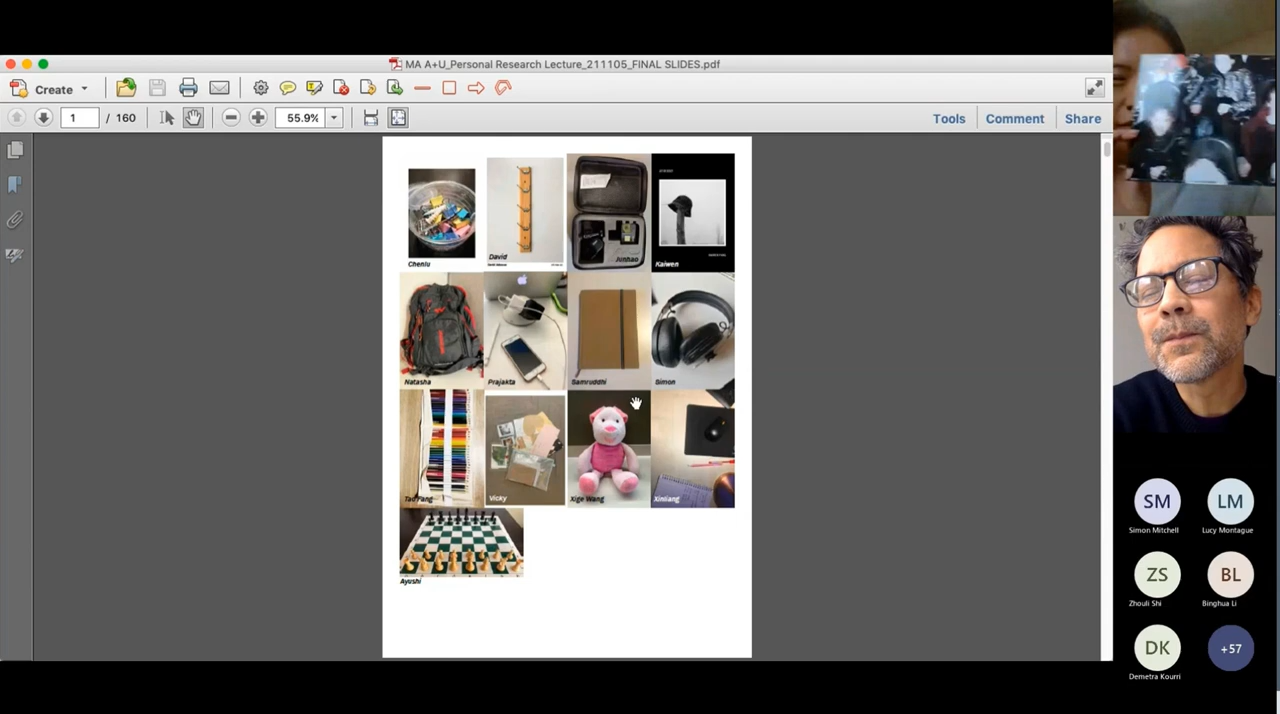 MA A+U_Personal Research Lecture_211105_FINAL SLIDES.pdf
Create
1 / 160
55.9%
Tools
Comment
Share
Chenlu
David
Jinhao
Kaiwen
Natasha
Prajakta
Samruddhi
Simon
Tao Fang
Vicky
Xige Wang
Xinliang
Ayushi
SM
LM
Simon Mitchell
Lucy Montague
ZS
BL
Zhouli Shi
Binghua Li
DK
+57
Demetra Kourri